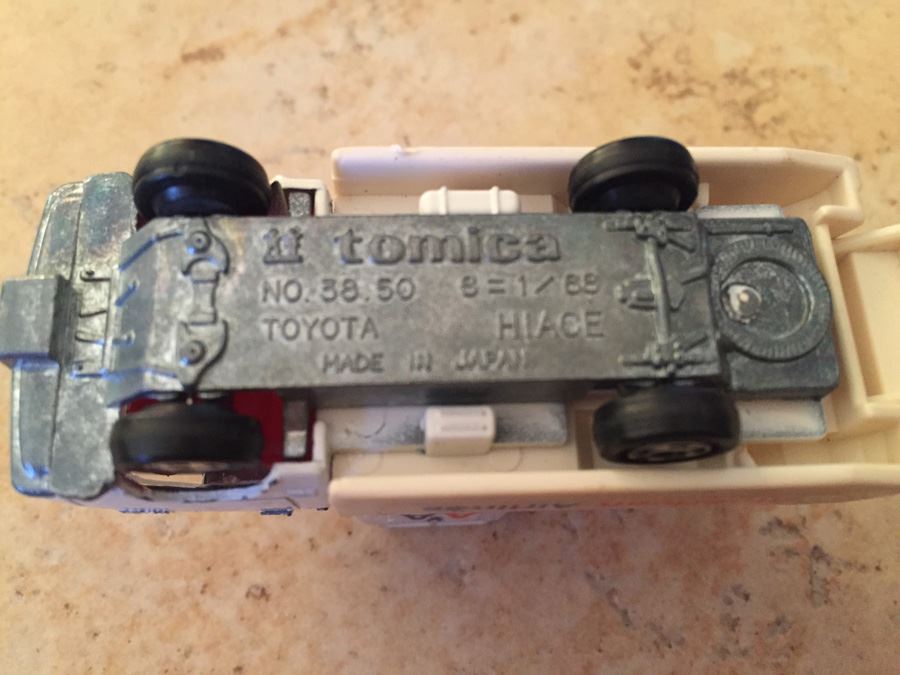 tomica
NO.38.50 S=1/68
TOYOTA HIACE
MADE IN JAPAN